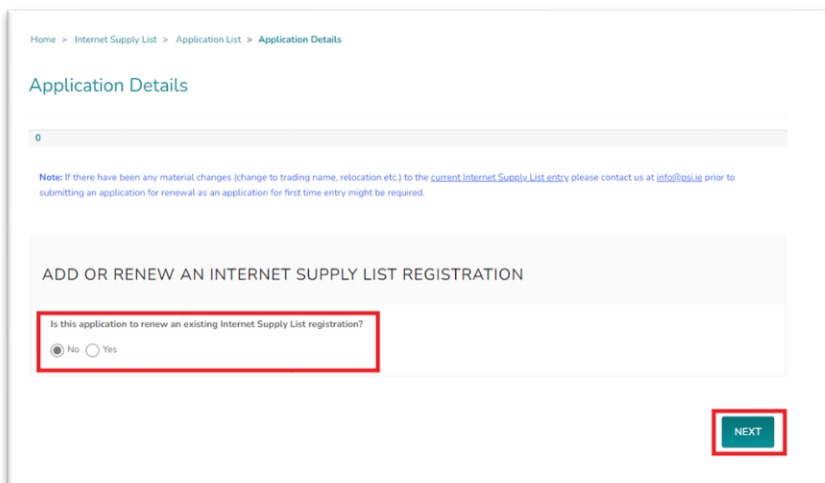 Home > Internet Supply List > Application List > Application Details
Application Details
0
Note: If there have been any material changes (change to trading name, relocation etc.) to the current Internet Supply List entry please contact us at info@psi.ie prior to
submitting an application for renewal as an application for first time entry might be required.
ADD OR RENEW AN INTERNET SUPPLY LIST REGISTRATION
Is this application to renew an existing Internet Supply List registration?
No Yes
NEXT